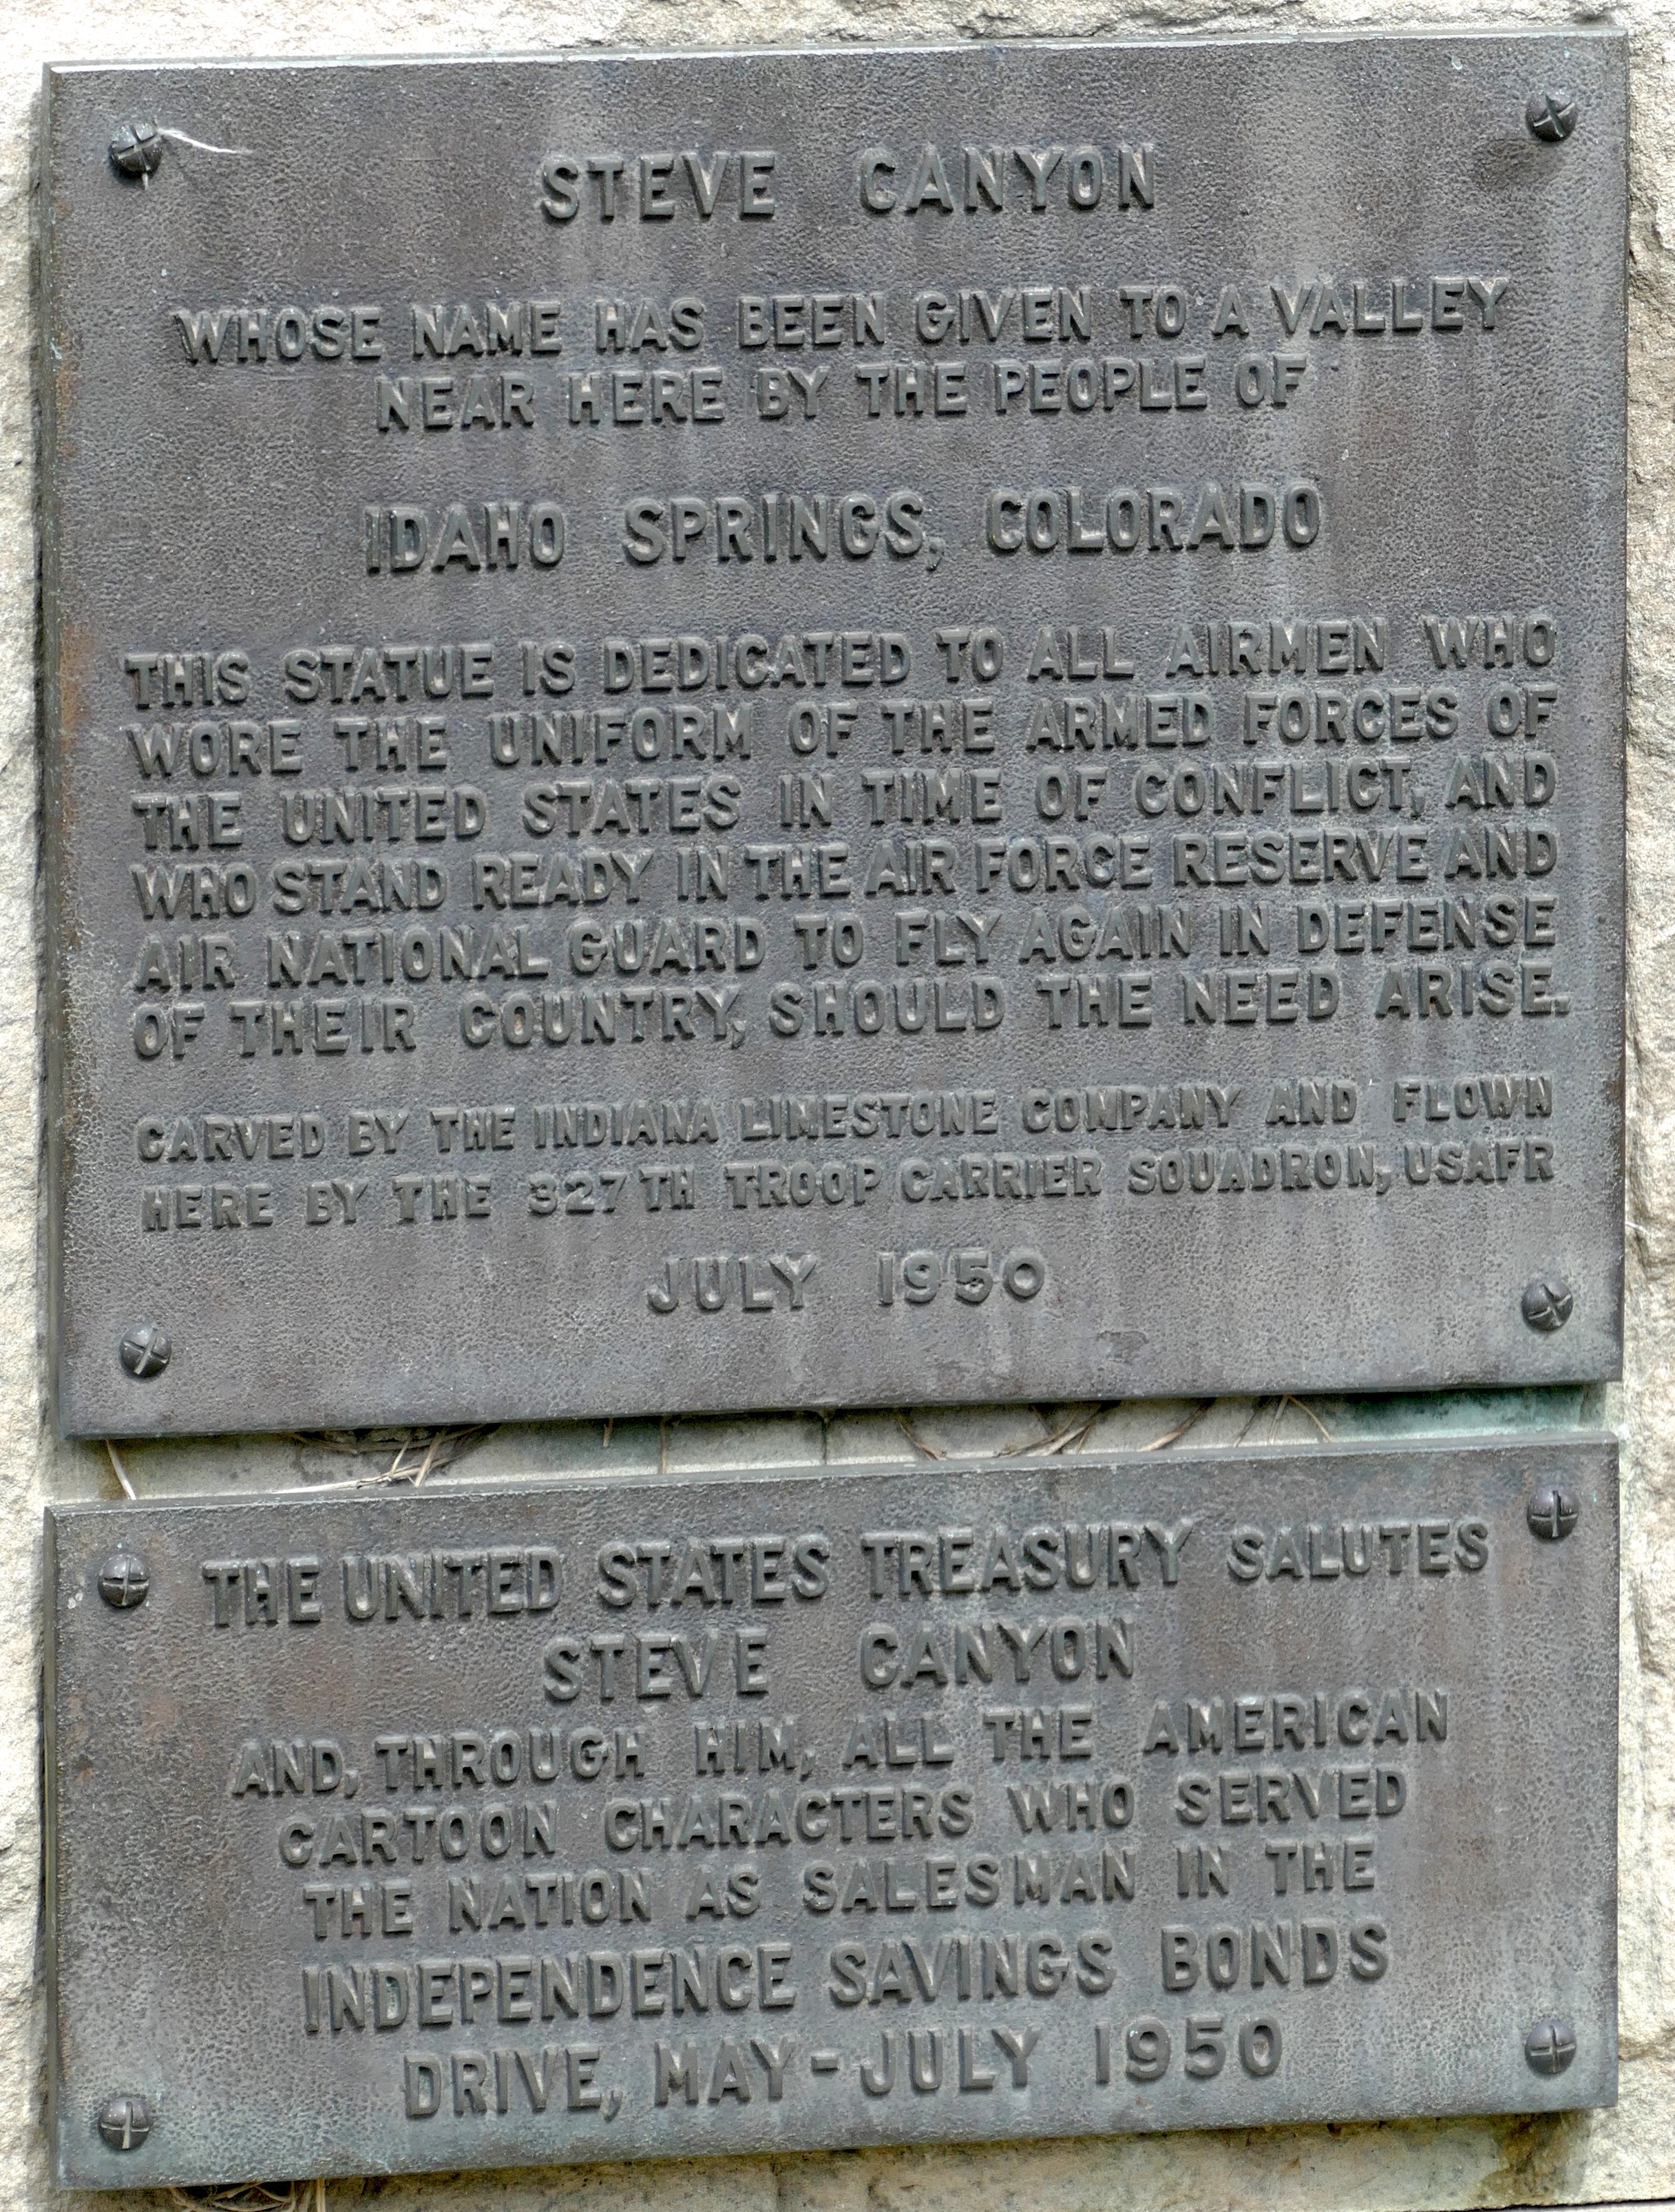 STEVE CANYON
WHOSE NAME HAS BEEN GIVEN TO A VALLEY
NEAR HERE BY THE PEOPLE OF
IDAHO SPRINGS, COLORADO
THIS STATUE IS DEDICATED TO ALL AIRMEN WHO
WORE THE UNIFORM OF THE ARMED FORCES OF
THE UNITED STATES IN TIME OF CONFLICT, AND
WHO STAND READY IN THE AIR FORCE RESERVE AND
AIR NATIONAL GUARD TO FLY AGAIN IN DEFENSE
OF THEIR COUNTRY, SHOULD THE NEED ARISE.
CARVED BY THE INDIANA LIMESTONE COMPANY AND FLOWN
HERE BY THE 327TH TROOP CARRIER SQUADRON, USAFR
JULY 1950
THE UNITED STATES TREASURY SALUTES
STEVE CANYON
AND, THROUGH HIM, ALL THE AMERICAN
CARTOON CHARACTERS WHO SERVED
THE NATION AS SALESMAN IN THE
INDEPENDENCE SAVINGS BONDS
DRIVE, MAY-JULY 1950